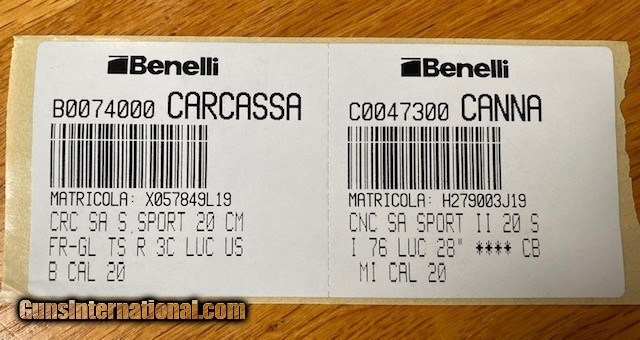 Benelli
B0074000 CARCASSA
MATRICOLA: X057849L19
CRC SA S.SPORT 20 CM
FR-GL TS R 3C LUC US
B CAL 20
Benelli
C0047300 CANNA
MATRICOLA: H279003J19
CNC SA SPORT II 20 S
I 76 LUC 28" **** CB
MI CAL 20
GunsInternational.com